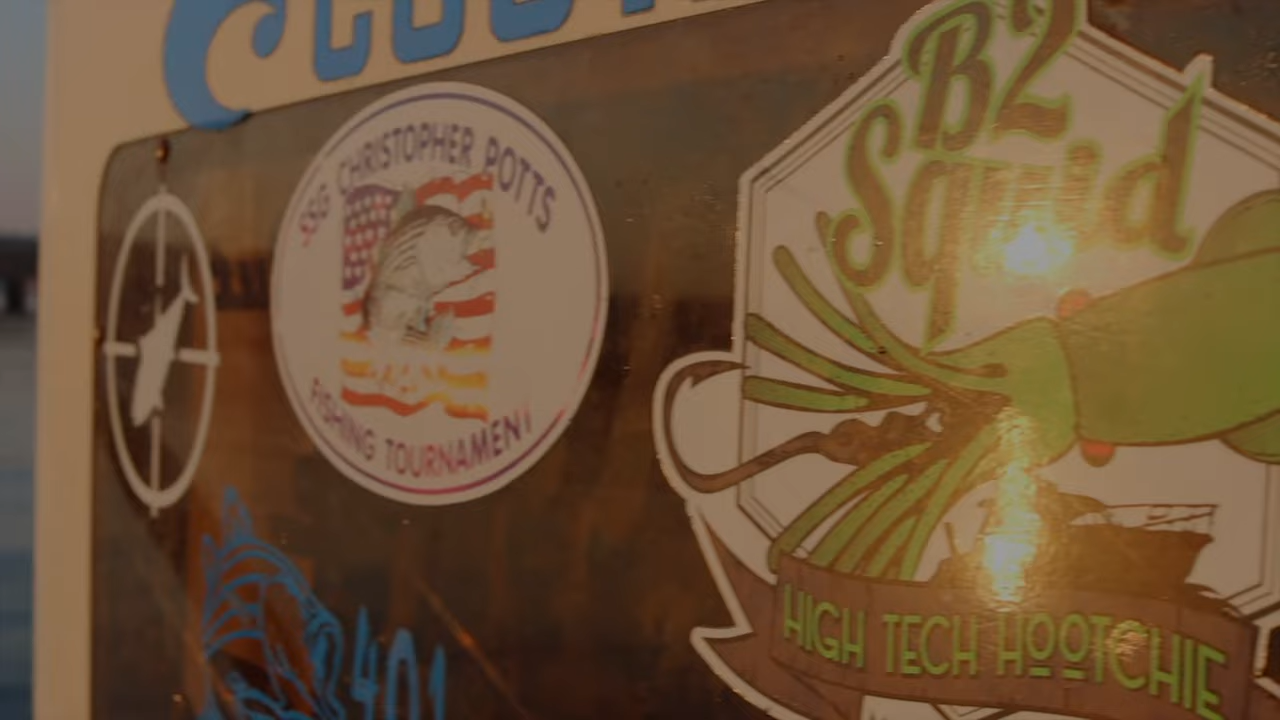 SSG CHRISTOPHER POTTS
FISHING TOURNAMENT
B2
Squid
HIGH TECH HOOTCHIE
401